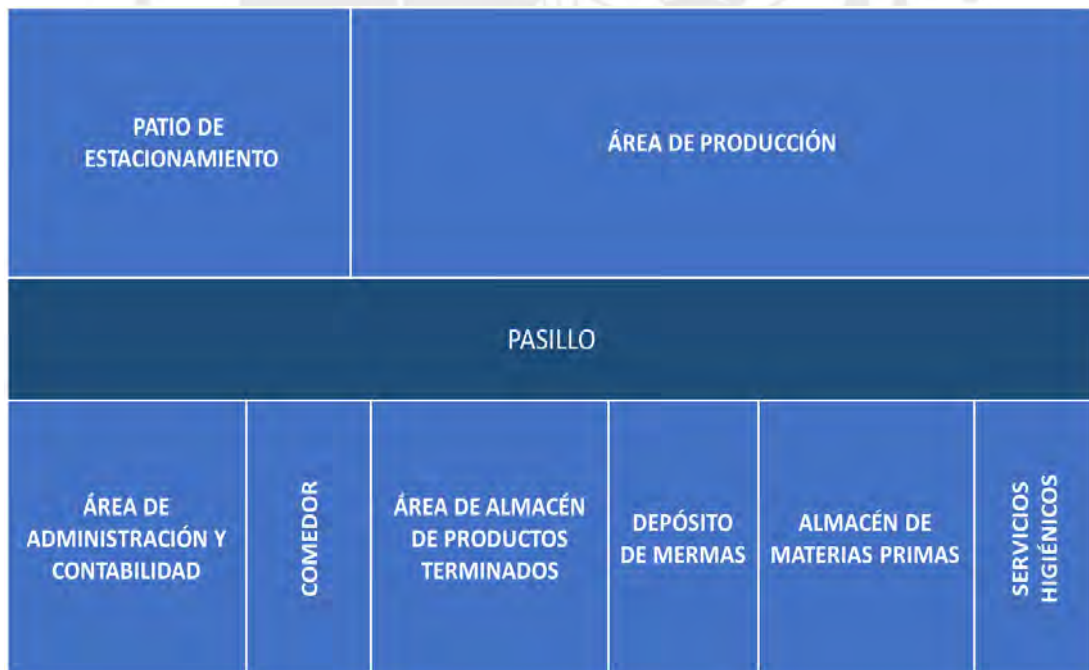 PATIO DE
ESTACIONAMIENTO
ÁREA DE PRODUCCIÓN
PASILLO
ÁREA DE
ADMINISTRACIÓN Y
CONTABILIDAD
COMEDOR
ÁREA DE ALMACÉN
DE PRODUCTOS
TERMINADOS
DEPÓSITO
DE MERMAS
ALMACÉN DE
MATERIAS PRIMAS
SERVICIOS
HIGIÉNICOS